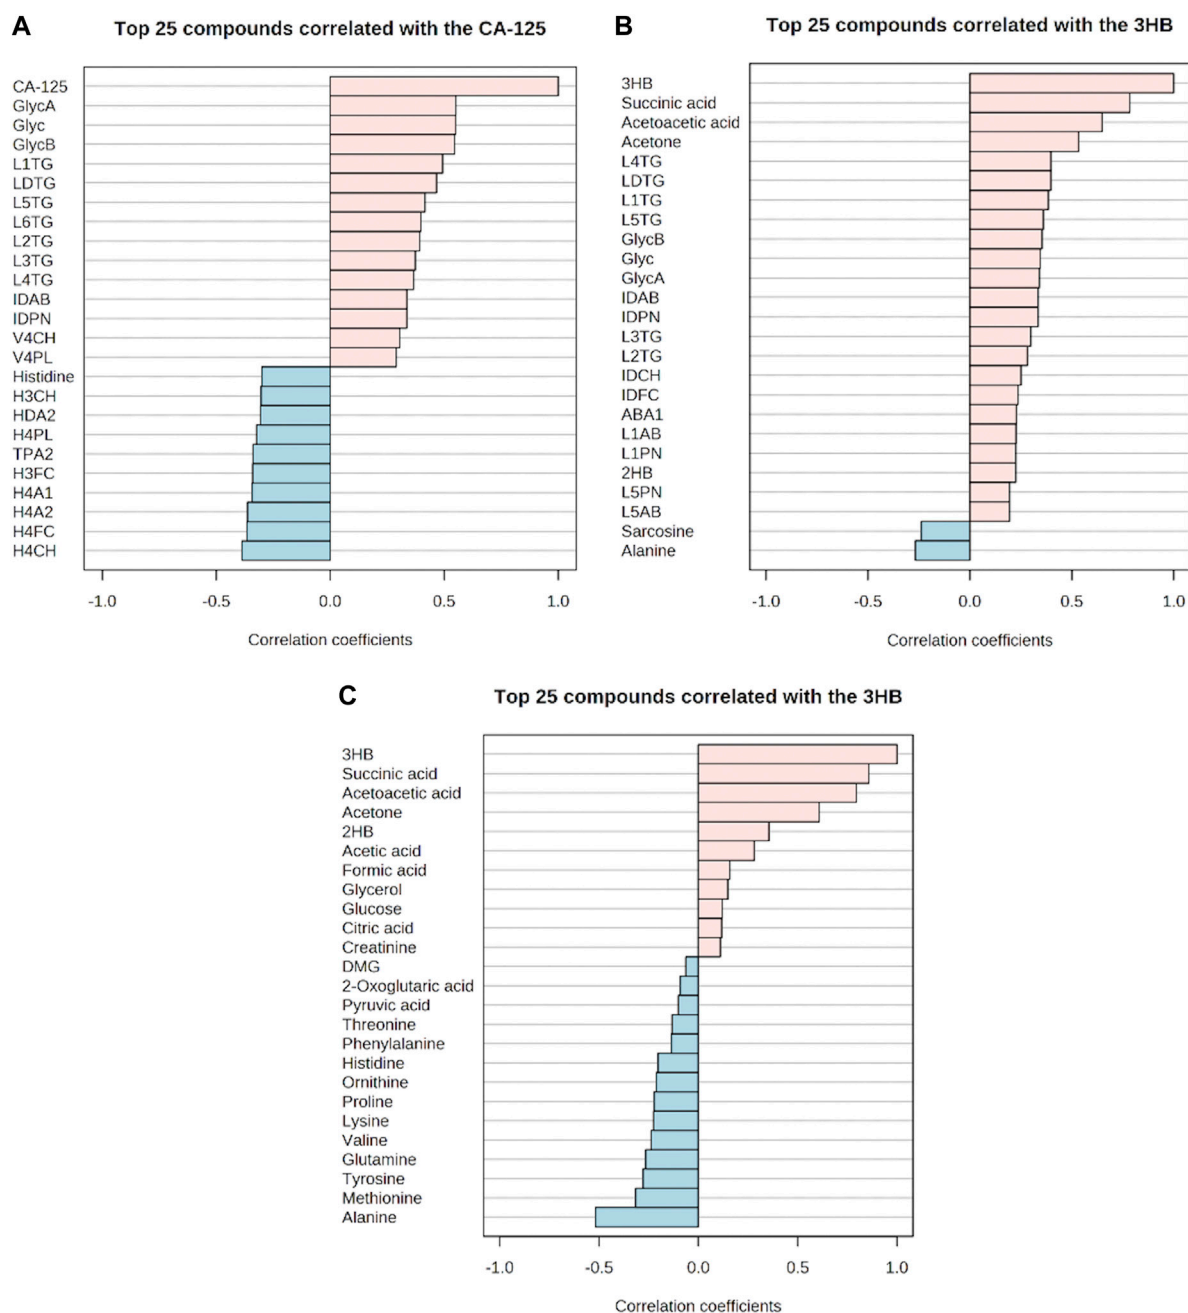 A
Top 25 compounds correlated with the CA-125
CA-125
GlycA
Glyc
GlycB
L1TG
LDTG
L5TG
L6TG
L2TG
L3TG
L4TG
IDAB
IDPN
V4CH
V4PL
Histidine
H3CH
HDA2
H4PL
TPA2
H3FC
H4A1
H4A2
H4FC
H4CH
-1.0 -0.5 0.0 0.5 1.0
Correlation coefficients
B
Top 25 compounds correlated with the 3HB
3HB
Succinic acid
Acetoacetic acid
Acetone
L4TG
LDTG
L1TG
L5TG
GlycB
Glyc
GlycA
IDAB
IDPN
L3TG
L2TG
IDCH
IDFC
ABA1
L1AB
L1PN
2HB
L5PN
L5AB
Sarcosine
Alanine
-1.0 -0.5 0.0 0.5 1.0
Correlation coefficients
C
Top 25 compounds correlated with the 3HB
3HB
Succinic acid
Acetoacetic acid
Acetone
2HB
Acetic acid
Formic acid
Glycerol
Glucose
Citric acid
Creatinine
DMG
2-Oxoglutaric acid
Pyruvic acid
Threonine
Phenylalanine
Histidine
Ornithine
Proline
Lysine
Valine
Glutamine
Tyrosine
Methionine
Alanine
-1.0 -0.5 0.0 0.5 1.0
Correlation coefficients